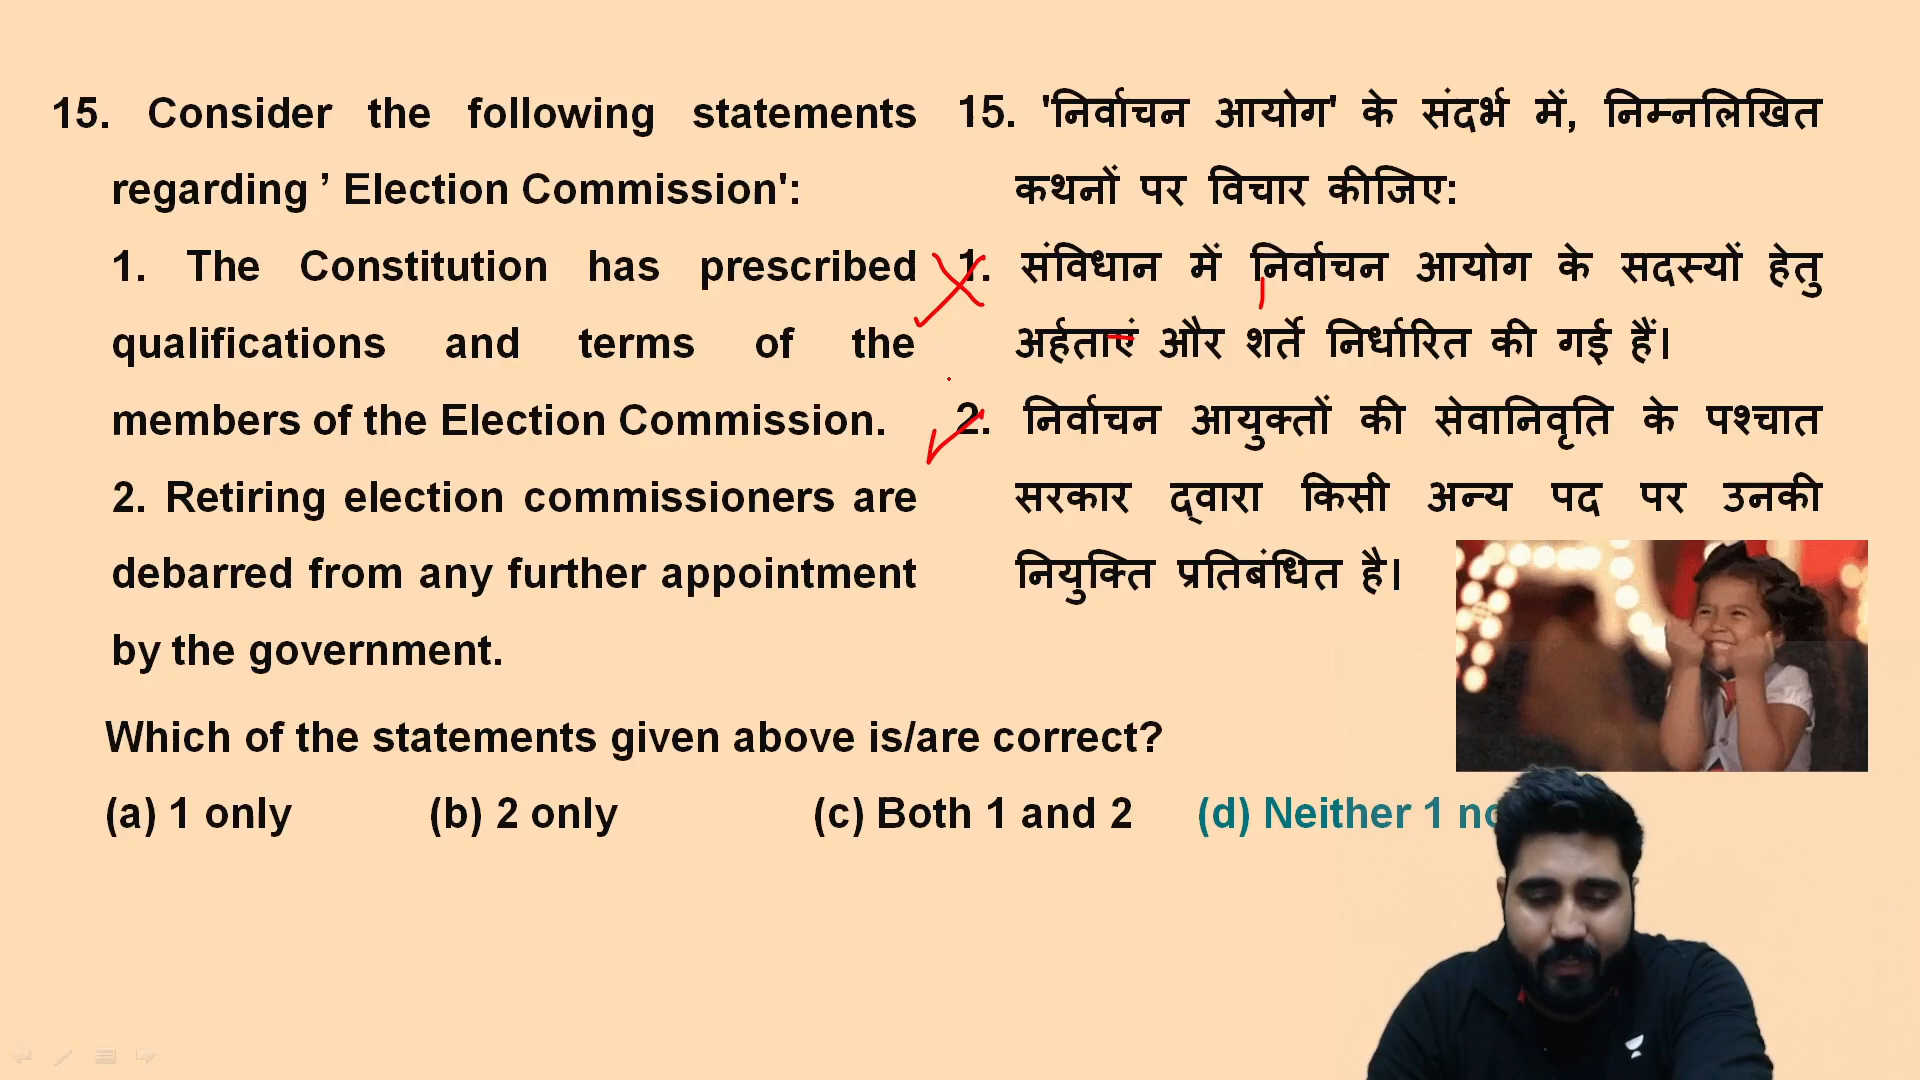 15. Consider the following statements
regarding ’ Election Commission':
1. The Constitution has prescribed
qualifications and terms of the
members of the Election Commission.
2. Retiring election commissioners are
debarred from any further appointment
by the government.
15. 'निर्वाचन आयोग' के संदर्भ में, निम्नलिखित
कथनों पर विचार कीजिए:
1. संविधान में निर्वाचन आयोग के सदस्यों हेतु
अर्हताएं और शर्ते निर्धारित की गई हैं।
2. निर्वाचन आयुक्तों की सेवानिवृति के पश्चात
सरकार द्वारा किसी अन्य पद पर उनकी
नियुक्ति प्रतिबंधित है।
Which of the statements given above is/are correct?
(a) 1 only (b) 2 only (c) Both 1 and 2 (d) Neither 1